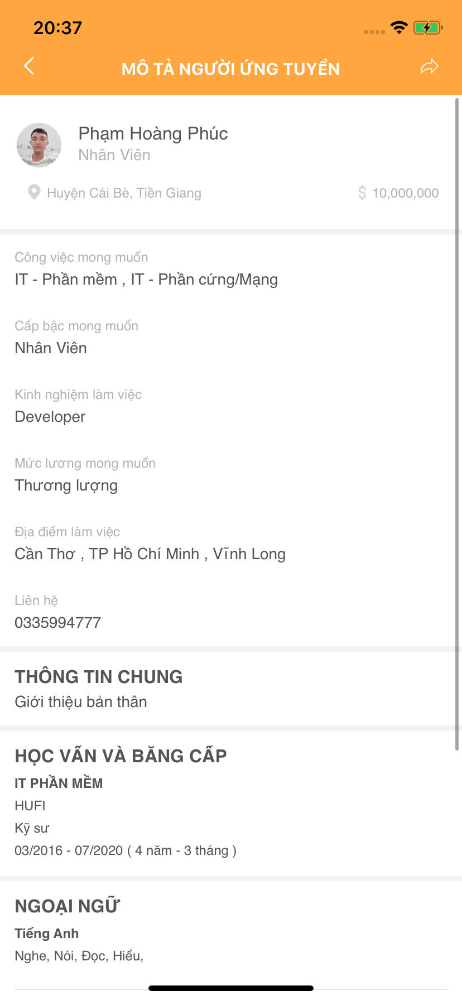 20:37
MÔ TẢ NGƯỜI ỨNG TUYỂN
Phạm Hoàng Phúc
Nhân Viên
Huyện Cái Bè, Tiền Giang
$ 10,000,000
Công việc mong muốn
IT - Phần mềm , IT - Phần cứng/Mạng
Cấp bậc mong muốn
Nhân Viên
Kinh nghiệm làm việc
Developer
Mức lương mong muốn
Thương lượng
Địa điểm làm việc
Cần Thơ , TP Hồ Chí Minh , Vĩnh Long
Liên hệ
0335994777
THÔNG TIN CHUNG
Giới thiệu bản thân
HỌC VẤN VÀ BĂNG CẤP
IT PHẦN MỀM
HUFI
Kỹ sư
03/2016 - 07/2020 ( 4 năm - 3 tháng )
NGOẠI NGỮ
Tiếng Anh
Nghe, Nói, Đọc, Hiểu,